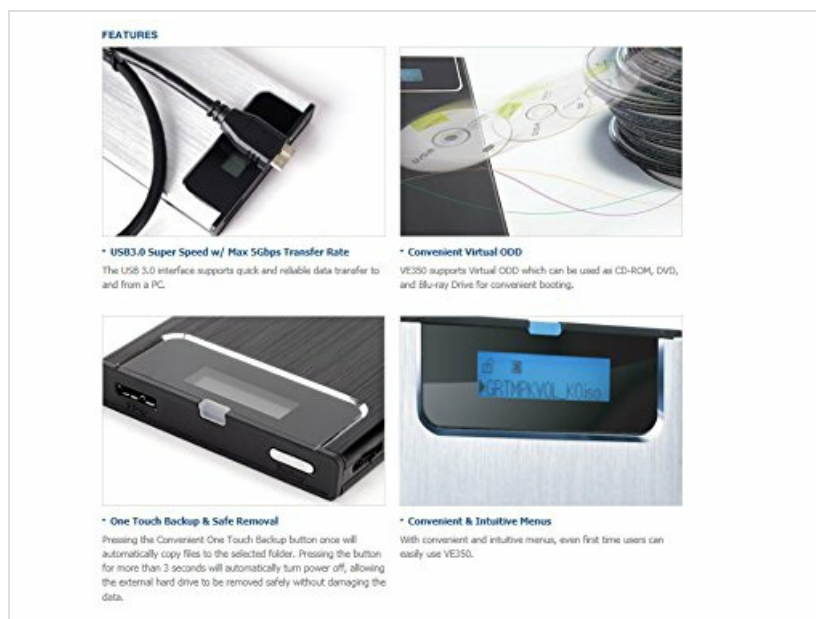 FEATURES
USB3.0 Super Speed w/ Max 5Gbps Transfer Rate
The USB 3.0 interface supports quick and reliable data transfer to
and from a PC.
Convenient Virtual ODD
VE350 supports Virtual ODD which can be used as CD-ROM, DVD,
and Blu-ray Drive for convenient booting.
GRTMPKVOL_KO.iso
One Touch Backup & Safe Removal
Pressing the Convenient One Touch Backup button once will
automatically copy files to the selected folder. Pressing the button
for more than 3 seconds will automatically turn power off, allowing
the external hard drive to be removed safely without damaging the
data.
Convenient & Intuitive Menus
With convenient and intuitive menus, even first time users can
easily use VE350.